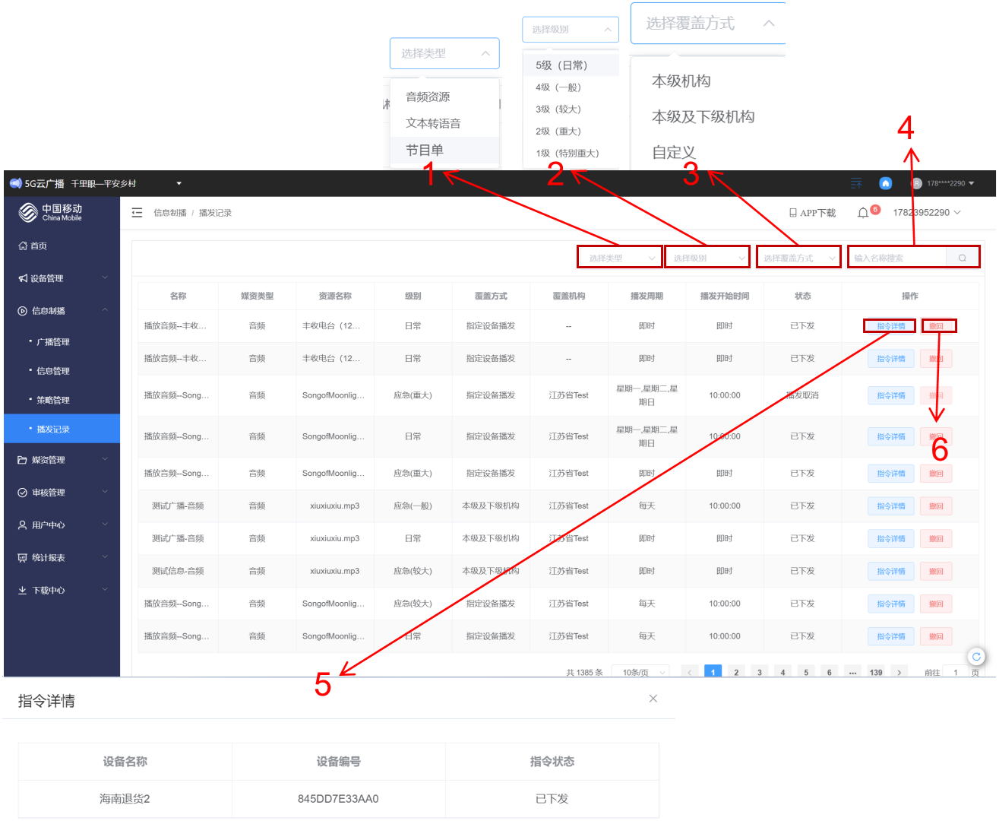 选择类型
音频资源
文本转语音
节目单
选择级别
5级（日常）
4级（一般）
3级（较大）
2级（重大）
1级（特别重大）
选择覆盖方式
本级机构
本级及下级机构
自定义
1
2
3
4
5G云广播 千里眼—平安乡村
178****2290
中国移动
China Mobile
信息制播 / 播发记录
APP下载
6
17823952290
首页
设备管理
信息制播
广播管理
信息管理
策略管理
播发记录
媒资管理
审核管理
用户中心
统计报表
下载中心
选择类型 选择级别 选择覆盖方式 输入名称搜索
名称 媒资类型 资源名称 级别 覆盖方式 覆盖机构 播发周期 播发开始时间 状态 操作
播放音频--丰收... 音频 丰收电台（12... 日常 指定设备播发 -- 即时 即时 已下发 指令详情 撤回
播放音频--丰收... 音频 丰收电台（12... 日常 指定设备播发 -- 即时 即时 已下发 指令详情 撤回
播放音频--Song... 音频 SongofMoonlig... 应急(重大) 指定设备播发 江苏省Test 星期一,星期二,星期日 10:00:00 播发取消 指令详情 撤回
播放音频--Song... 音频 SongofMoonlig... 日常 指定设备播发 江苏省Test 星期一,星期二,星期日 10:00:00 已下发 指令详情 撤回
播放音频--Song... 音频 SongofMoonlig... 应急(重大) 指定设备播发 江苏省Test 即时 即时 已下发 指令详情 撤回
测试广播-音频 音频 xiuxiuxiu.mp3 应急(一般) 本级及下级机构 江苏省Test 每天 10:00:00 已下发 指令详情 撤回
测试广播-音频 音频 xiuxiuxiu.mp3 日常 本级及下级机构 江苏省Test 即时 即时 已下发 指令详情 撤回
测试信息-音频 音频 xiuxiuxiu.mp3 应急(较大) 本级及下级机构 江苏省Test 即时 即时 已下发 指令详情 撤回
播放音频--Song... 音频 SongofMoonlig... 应急(较大) 指定设备播发 江苏省Test 每天 10:00:00 已下发 指令详情 撤回
播放音频--Song... 音频 SongofMoonlig... 日常 指定设备播发 江苏省Test 每天 10:00:00 已下发 指令详情 撤回
6
共 1385 条 10条/页 < 1 2 3 4 5 6 ... 139 > 前往 1 页
5
指令详情
设备名称 设备编号 指令状态
海南退货2 845DD7E33AA0 已下发